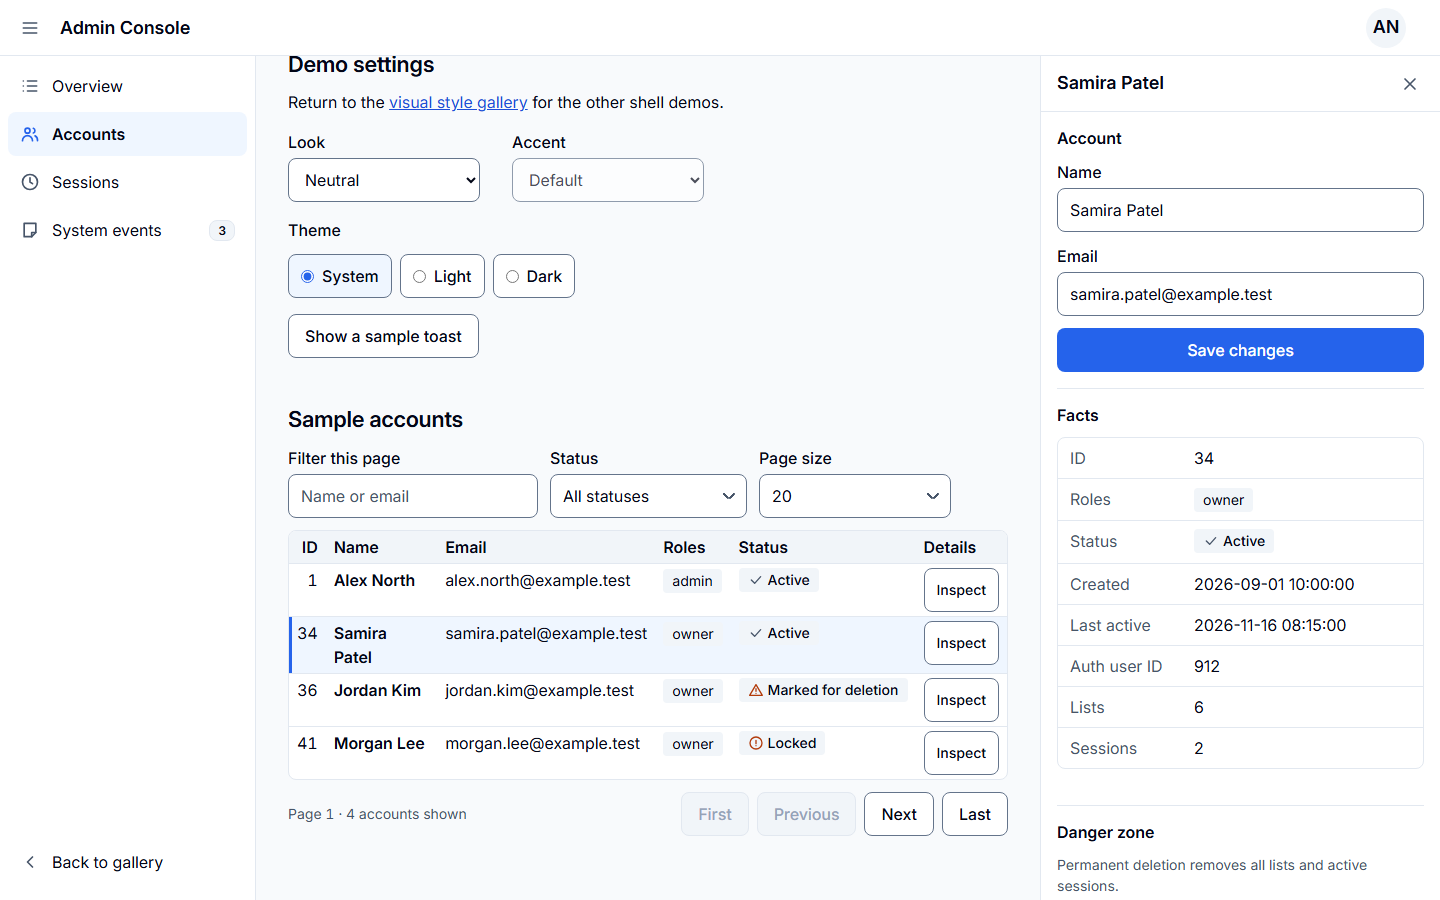 Admin Console
AN
Overview
Accounts
Sessions
System events 3
Back to gallery
Demo settings
Return to the visual style gallery for the other shell demos.
Look Accent
Neutral Default
Theme
System Light Dark
Show a sample toast
Sample accounts
Filter this page Status Page size
Name or email All statuses 20
ID Name Email Roles Status Details
1 Alex North alex.north@example.test admin Active Inspect
34 Samira Patel samira.patel@example.test owner Active Inspect
36 Jordan Kim jordan.kim@example.test owner Marked for deletion Inspect
41 Morgan Lee morgan.lee@example.test owner Locked Inspect
Page 1 · 4 accounts shown First Previous Next Last
Samira Patel
Account
Name
Samira Patel
Email
samira.patel@example.test
Save changes
Facts
ID 34
Roles owner
Status Active
Created 2026-09-01 10:00:00
Last active 2026-11-16 08:15:00
Auth user ID 912
Lists 6
Sessions 2
Danger zone
Permanent deletion removes all lists and active
sessions.